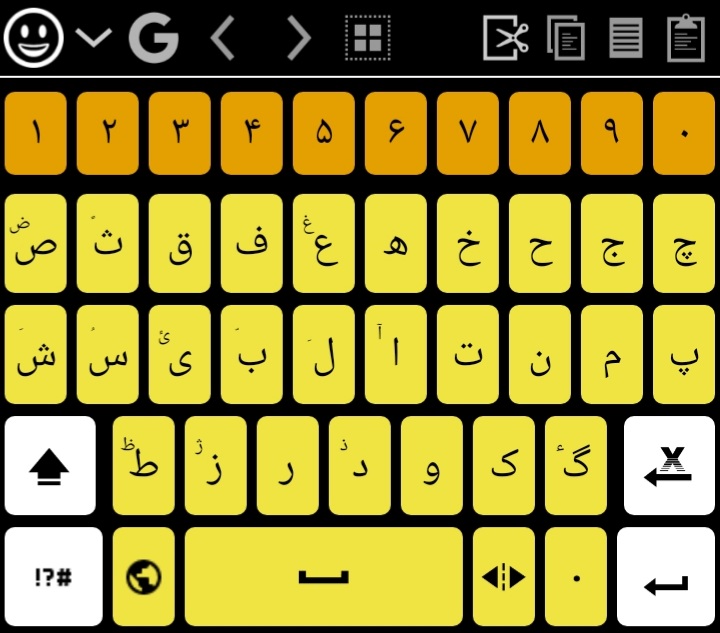 G
۱ ۲ ۳ ۴ ۵ ۶ ۷ ۸ ۹ ۰
ض ص ث ق ف غ ع ه خ ح ج چ
ش س ئ ی ب ل آ ا ت ن م پ
ظ ط ژ ز ر ذ د و ک گ
!?# .